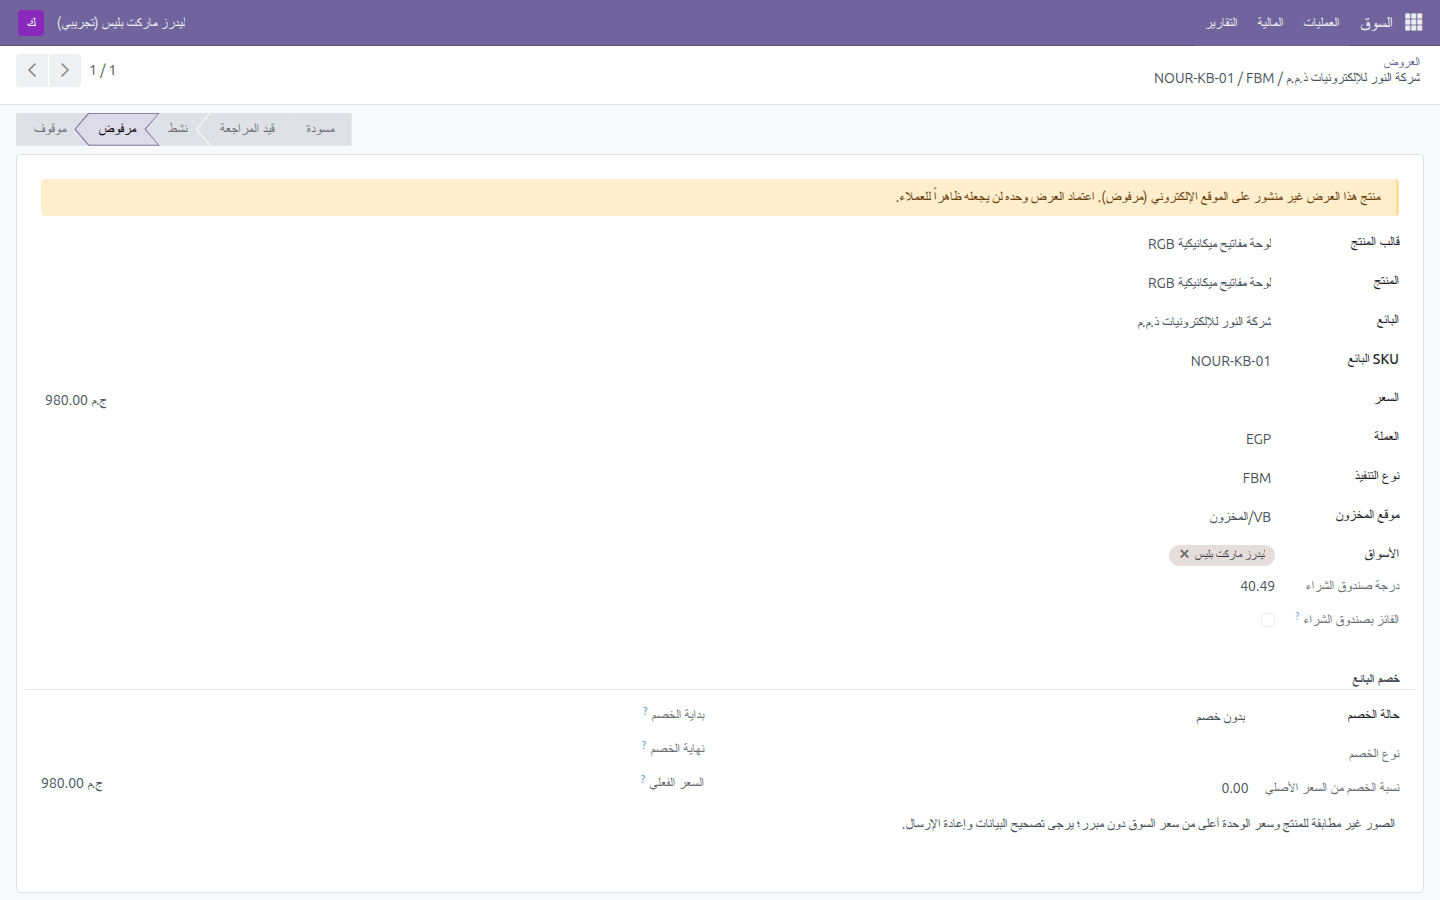 السوق العمليات المالية التقارير ليدرز ماركت بليس (تجريبي) ك
العروض
شركة النور للإلكترونيات ذ.م.م / NOUR-KB-01 / FBM
1 / 1
مسودة قيد المراجعة نشط مرفوض موقوف
منتج هذا العرض غير منشور على الموقع الإلكتروني (مرفوض). اعتماد العرض وحده لن يجعله ظاهراً للعملاء.
قالب المنتج لوحة مفاتيح ميكانيكية RGB
المنتج لوحة مفاتيح ميكانيكية RGB
البائع شركة النور للإلكترونيات ذ.م.م
SKU البائع NOUR-KB-01
السعر 980.00 ج.م
العملة EGP
نوع التنفيذ FBM
موقع المخزون VB/المخزون
الأسواق ليدرز ماركت بليس ×
درجة صندوق الشراء 40.49
الفائز بصندوق الشراء ?
خصم البائع
حالة الخصم بدون خصم
بداية الخصم ?
نوع الخصم
نهاية الخصم ?
نسبة الخصم من السعر الأصلي 0.00
السعر الفعلي ? 980.00 ج.م
الصور غير مطابقة للمنتج وسعر الوحدة أعلى من سعر السوق دون مبرر؛ يرجى تصحيح البيانات وإعادة الإرسال.